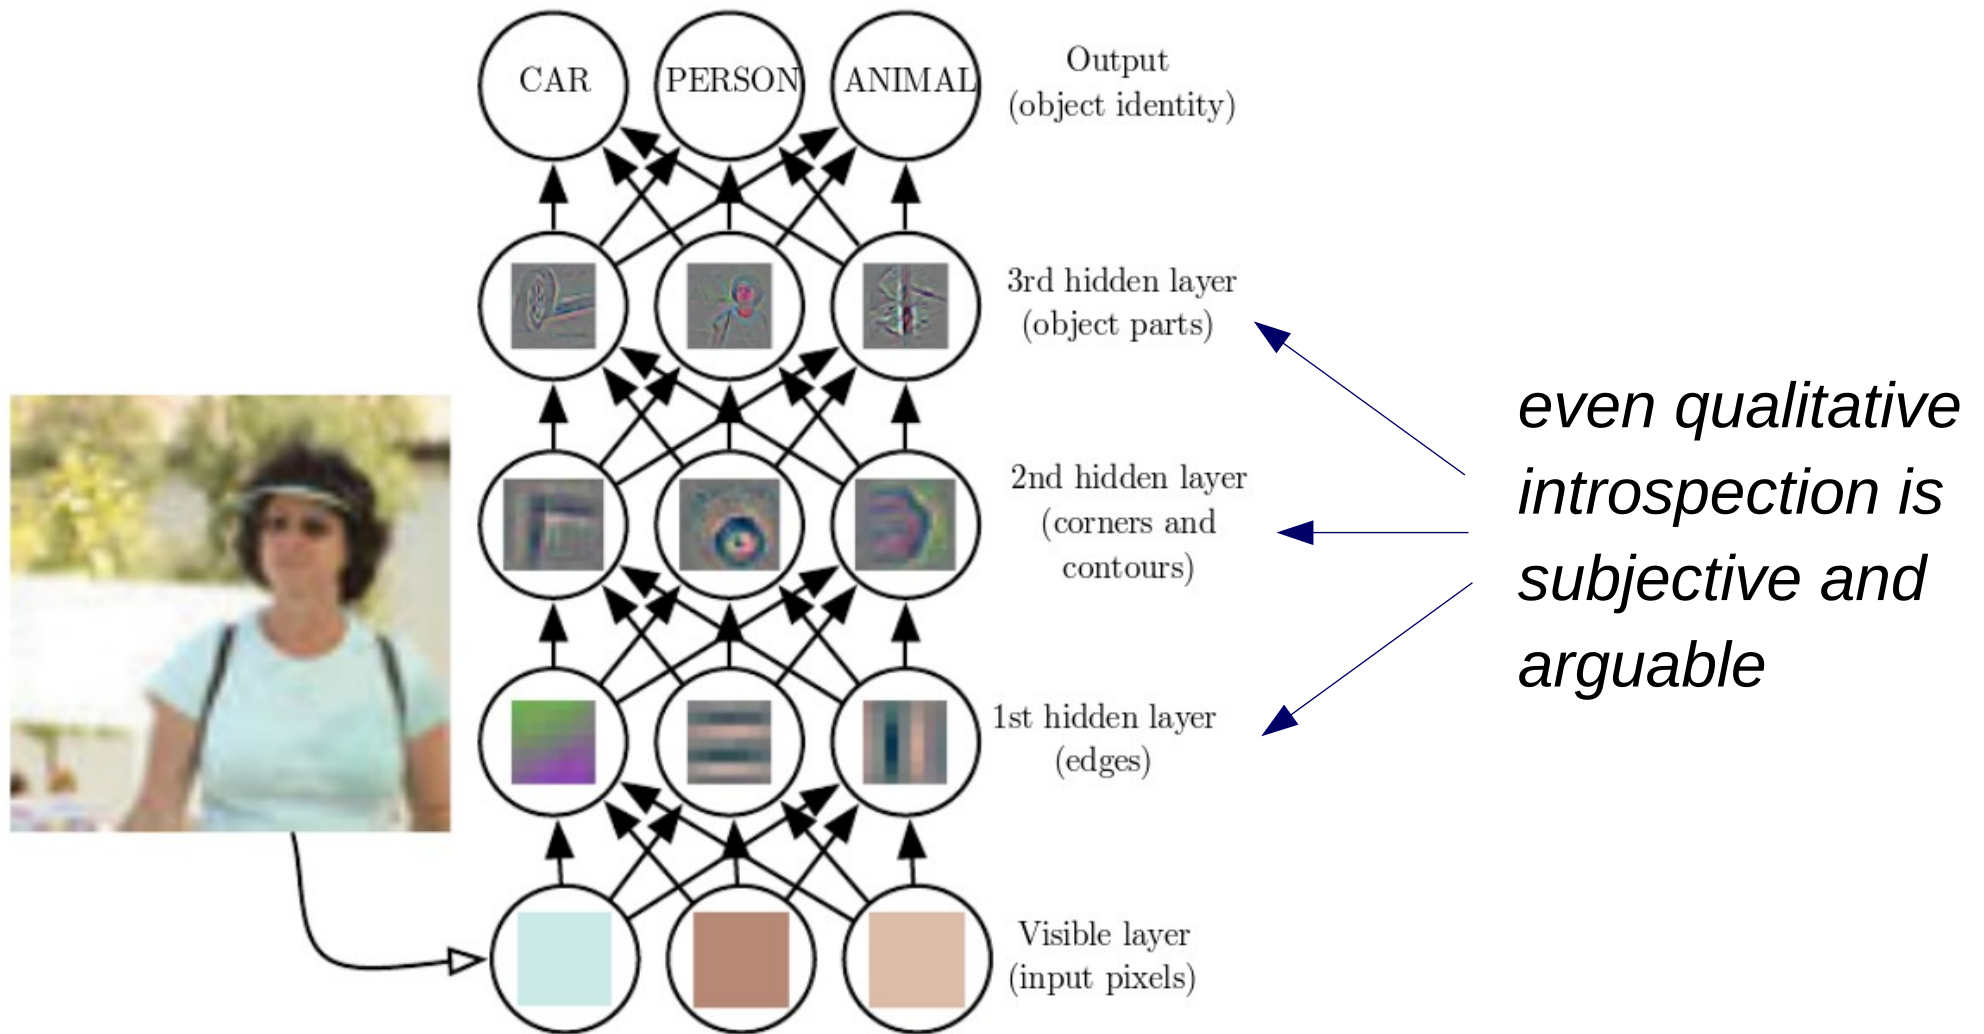 CAR PERSON ANIMAL
Output
(object identity)
3rd hidden layer
(object parts)
2nd hidden layer
(corners and
contours)
1st hidden layer
(edges)
Visible layer
(input pixels)
even qualitative
introspection is
subjective and
arguable